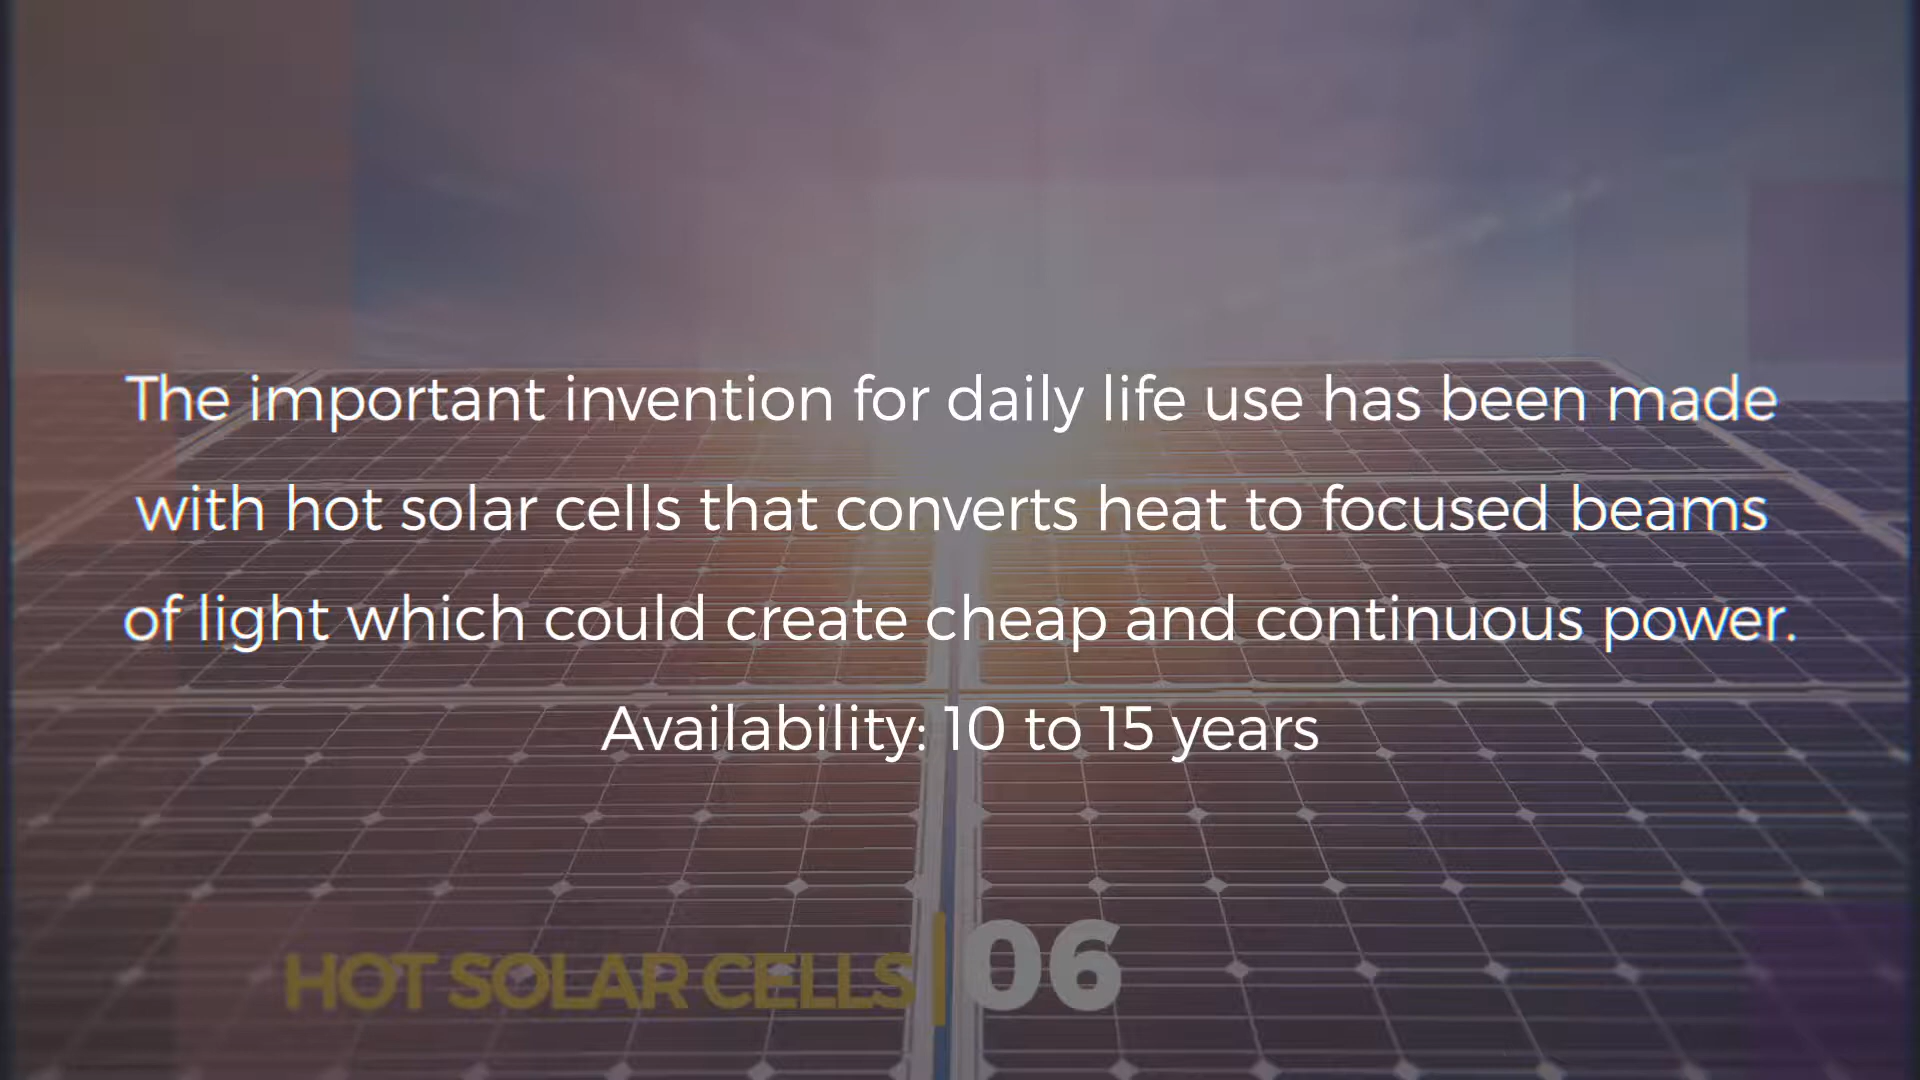 The important invention for daily life use has been made
with hot solar cells that converts heat to focused beams
of light which could create cheap and continuous power.
Availability: 10 to 15 years
HOT SOLAR CELLS | 06